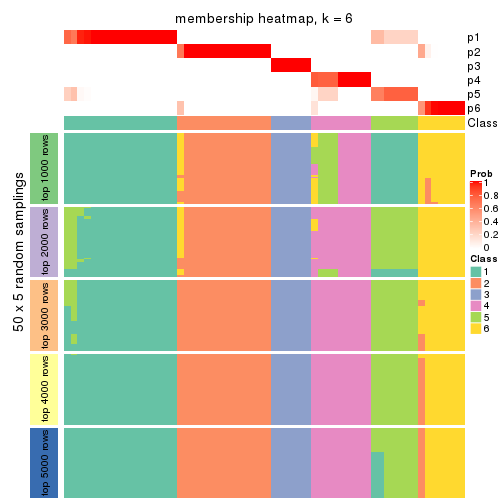 membership heatmap, k = 6
p1
p2
p3
p4
p5
p6
Class
50 x 5 random samplings
top 1000 rows
top 2000 rows
top 3000 rows
top 4000 rows
top 5000 rows
Prob
1
0.8
0.6
0.4
0.2
0
Class
1
2
3
4
5
6